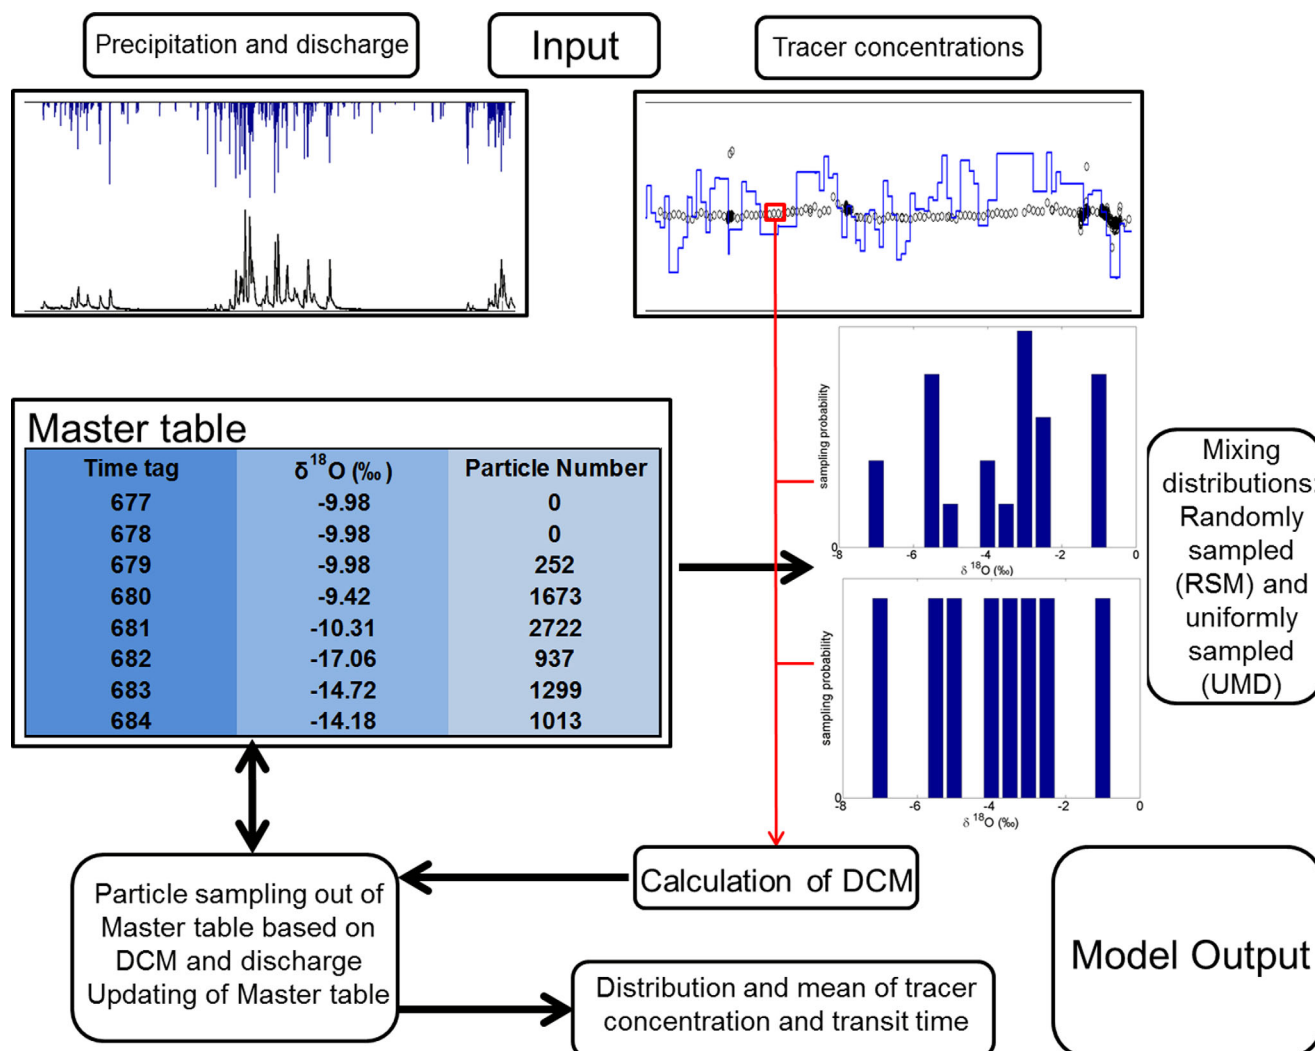 Precipitation and discharge
Input
Tracer concentrations
Master table
Time tag δ18O (‰) Particle Number
677 -9.98 0
678 -9.98 0
679 -9.98 252
680 -9.42 1673
681 -10.31 2722
682 -17.06 937
683 -14.72 1299
684 -14.18 1013
sampling probability
0
-8 -6 -4 -2 0
δ 18O (‰)
sampling probability
0
-8 -6 -4 -2 0
δ 18O (‰)
Mixing
distributions:
Randomly
sampled
(RSM) and
uniformly
sampled
(UMD)
Calculation of DCM
Particle sampling out of
Master table based on
DCM and discharge
Updating of Master table
Distribution and mean of tracer
concentration and transit time
Model Output